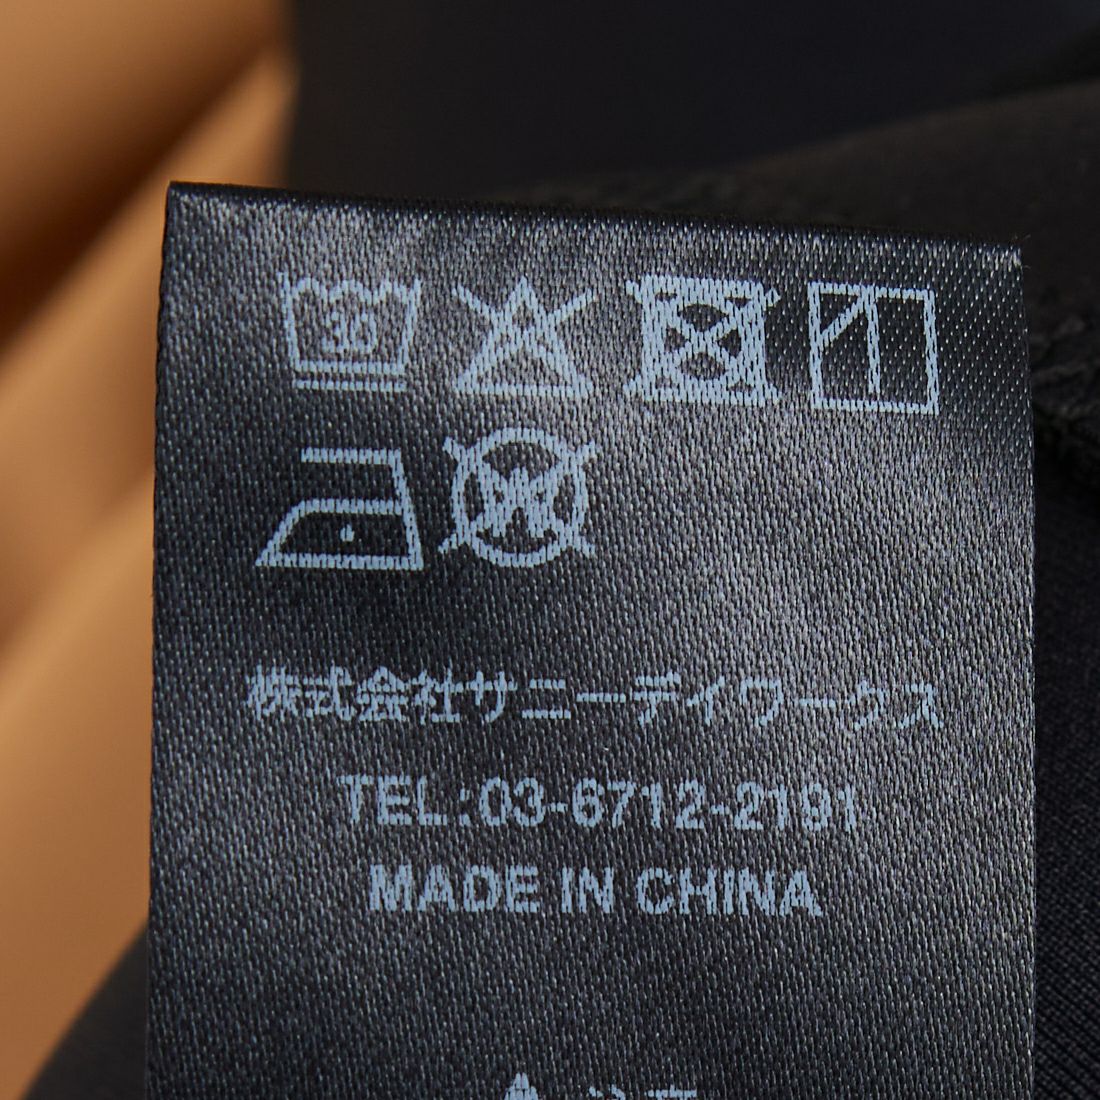 30
W
株式会社サニーデイワークス
TEL:03-6712-2191
MADE IN CHINA